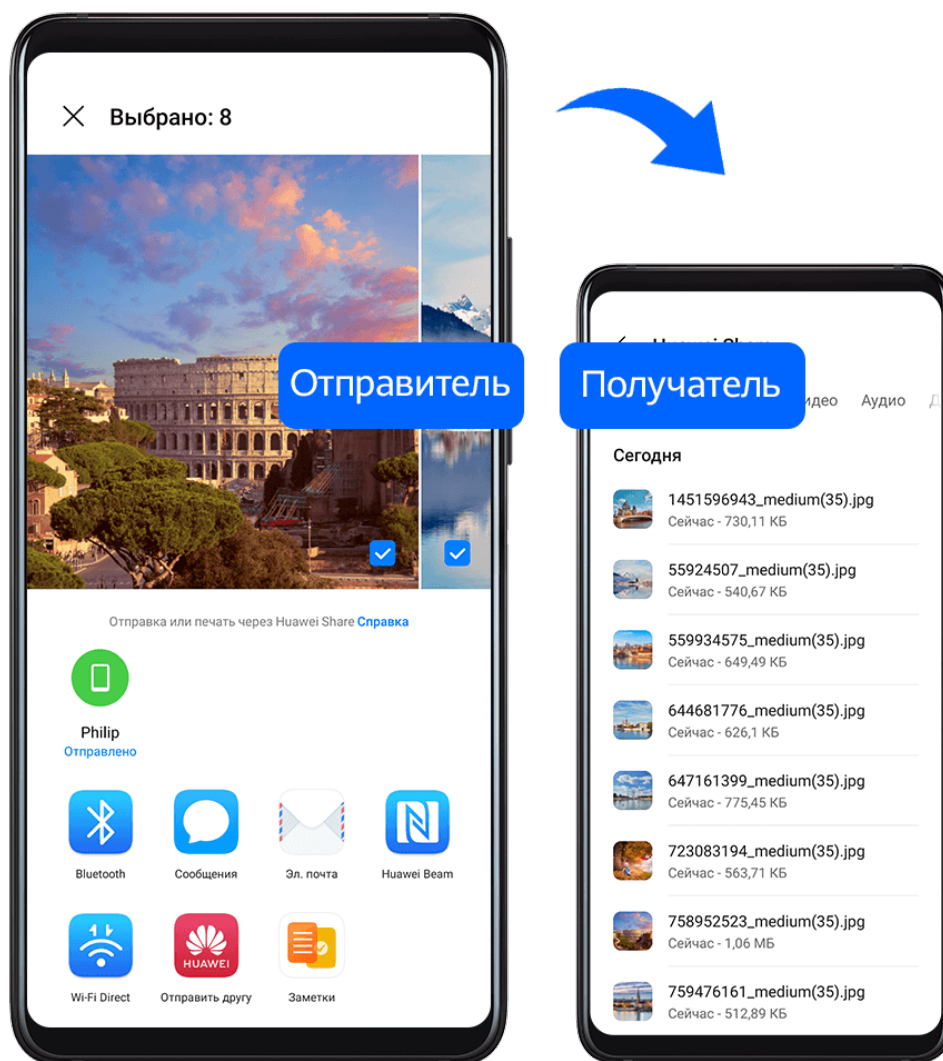 Выбрано: 8
Отправитель
Отправка или печать через Huawei Share Справка
Philip
Отправлено
Bluetooth
Сообщения
Эл. почта
Huawei Beam
HUAWEI
Wi-Fi Direct
Отправить другу
Заметки
Получатель
Аудио
Сегодня
1451596943_medium(35).jpg
Сейчас - 730,11 КБ
55924507_medium(35).jpg
Сейчас - 540,67 КБ
559934575_medium(35).jpg
Сейчас - 649,49 КБ
644681776_medium(35).jpg
Сейчас - 626,1 КБ
647161399_medium(35).jpg
Сейчас - 775,45 КБ
723083194_medium(35).jpg
Сейчас - 563,71 КБ
758952523_medium(35).jpg
Сейчас - 1,06 МБ
759476161_medium(35).jpg
Сейчас - 512,89 КБ